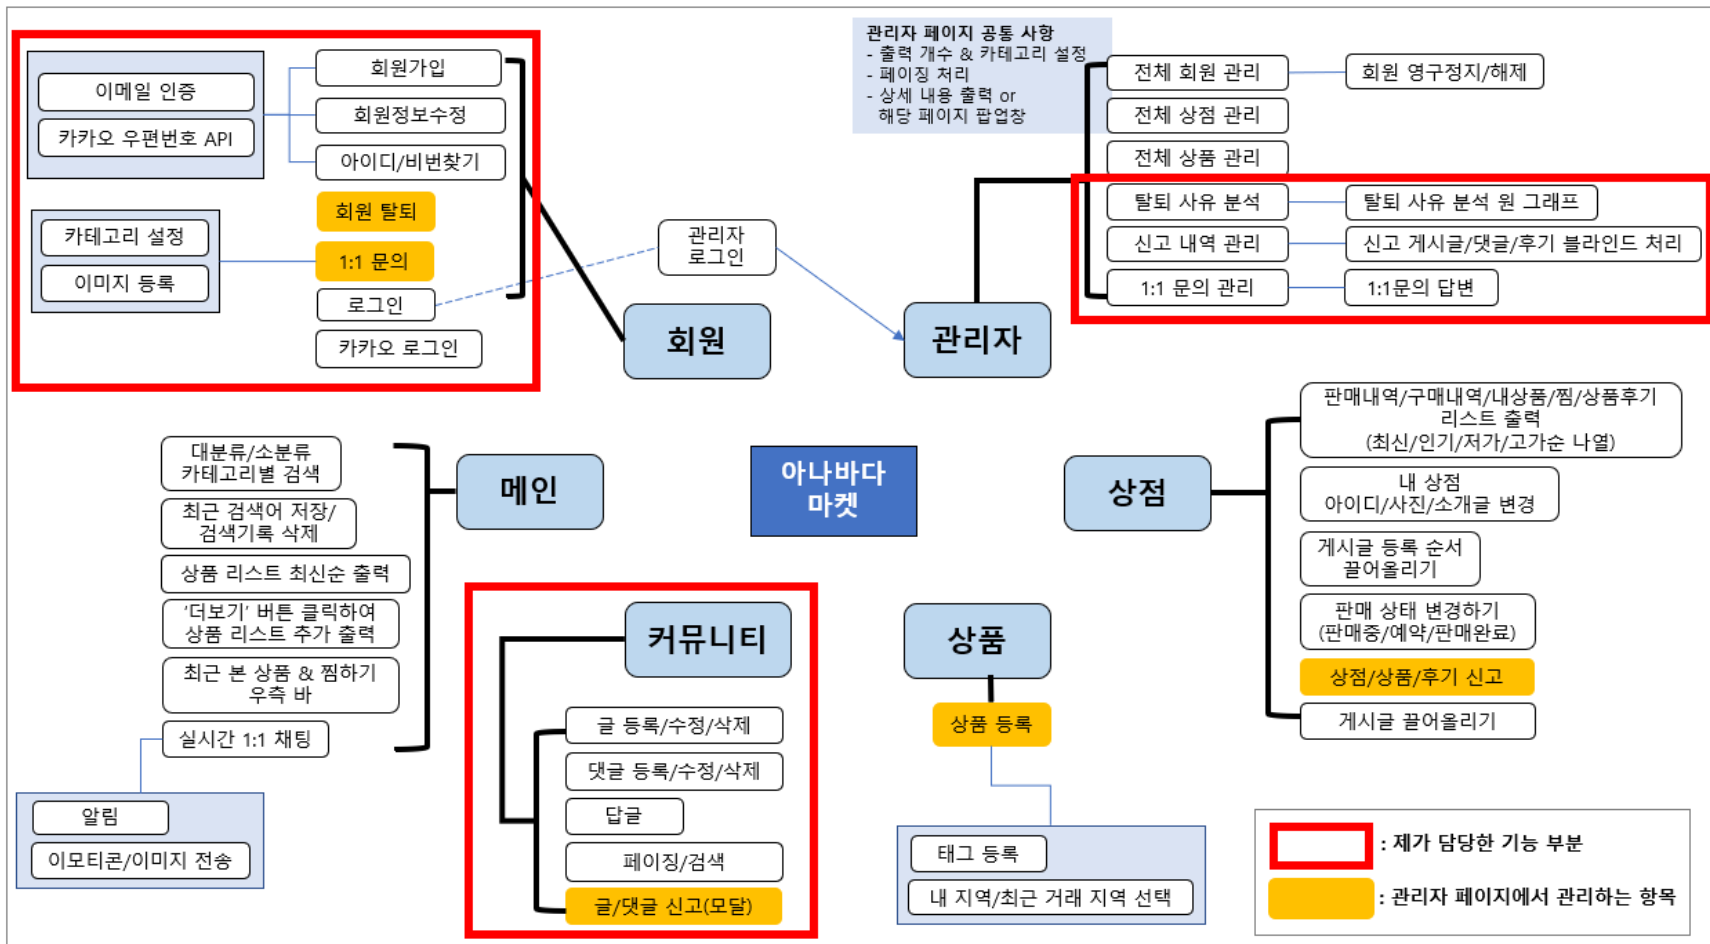 이메일 인증
카카오 우편번호 API
회원가입
회원정보수정
아이디/비번찾기
회원 탈퇴
카테고리 설정
이미지 등록
1:1 문의
로그인
카카오 로그인
관리자
로그인
회원
관리자
관리자 페이지 공통 사항
- 출력 개수 & 카테고리 설정
- 페이징 처리
- 상세 내용 출력 or
해당 페이지 팝업창
전체 회원 관리
회원 영구정지/해제
전체 상점 관리
전체 상품 관리
탈퇴 사유 분석
탈퇴 사유 분석 원 그래프
신고 내역 관리
신고 게시글/댓글/후기 블라인드 처리
1:1 문의 관리
1:1문의 답변
대분류/소분류
카테고리별 검색
최근 검색어 저장/
검색기록 삭제
상품 리스트 최신순 출력
'더보기' 버튼 클릭하여
상품 리스트 추가 출력
최근 본 상품 & 찜하기
우측 바
실시간 1:1 채팅
알림
이모티콘/이미지 전송
메인
아나바다
마켓
상점
판매내역/구매내역/내상품/찜/상품후기
리스트 출력
(최신/인기/저가/고가순 나열)
내 상점
아이디/사진/소개글 변경
게시글 등록 순서
끌어올리기
판매 상태 변경하기
(판매중/예약/판매완료)
상점/상품/후기 신고
게시글 끌어올리기
커뮤니티
글 등록/수정/삭제
댓글 등록/수정/삭제
답글
페이징/검색
글/댓글 신고(모달)
상품
상품 등록
태그 등록
내 지역/최근 거래 지역 선택
: 제가 담당한 기능 부분
: 관리자 페이지에서 관리하는 항목